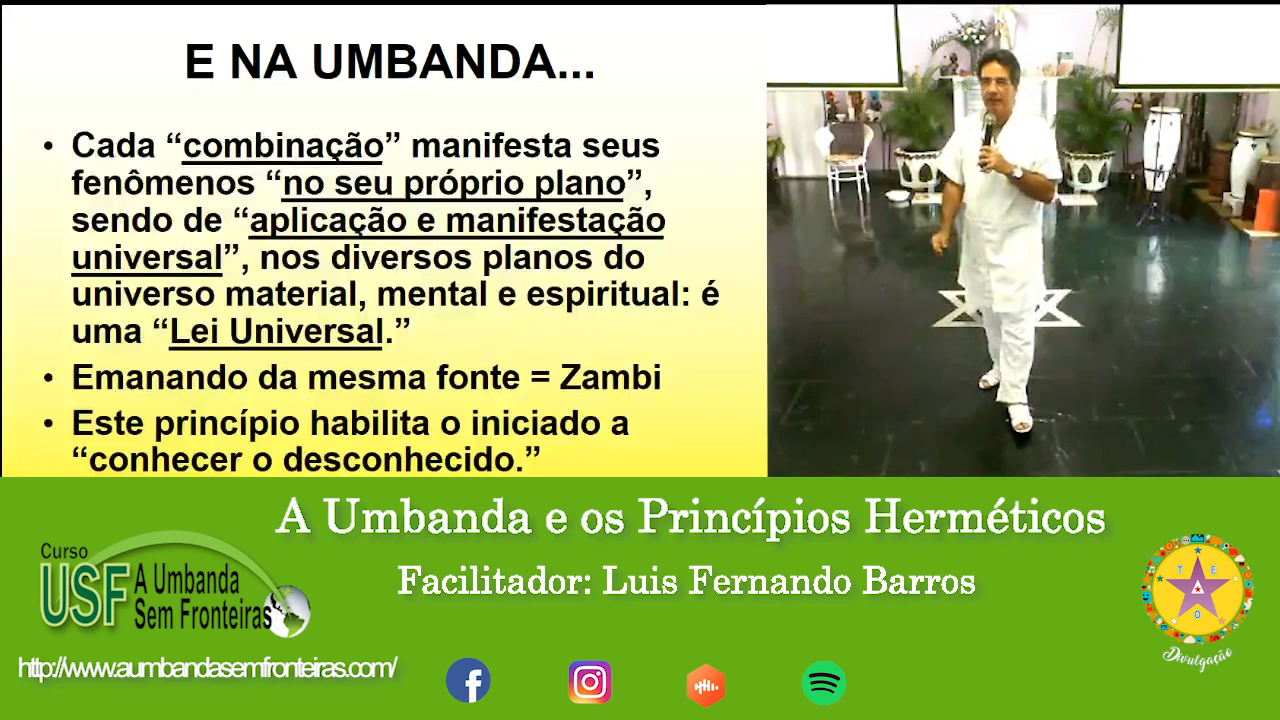 E NA UMBANDA...
• Cada “combinação” manifesta seus
fenômenos “no seu próprio plano”,
sendo de “aplicação e manifestação
universal”, nos diversos planos do
universo material, mental e espiritual: é
uma “Lei Universal.”
• Emanando da mesma fonte = Zambi
• Este princípio habilita o iniciado a
“conhecer o desconhecido.”
A Umbanda e os Princípios Herméticos
Facilitador: Luis Fernando Barros
Curso
USF A Umbanda
Sem Fronteiras
http://www.aumbandasemfronteiras.com/
T E
A
O
Divulgação